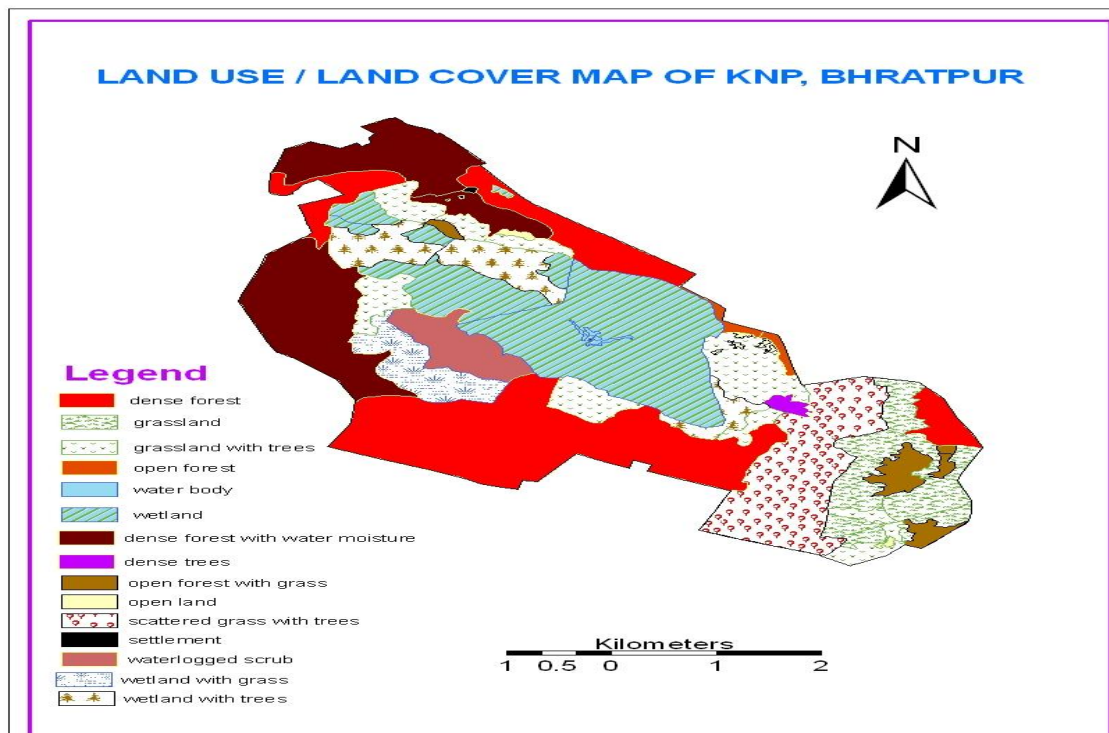 LAND USE / LAND COVER MAP OF KNP, BHRATPUR
N
Legend
dense forest
grassland
grassland with trees
open forest
water body
wetland
dense forest with water moisture
dense trees
open forest with grass
open land
scattered grass with trees
settlement
waterlogged scrub
wetland with grass
wetland with trees
Kilometers
1 0.5 0 1 2